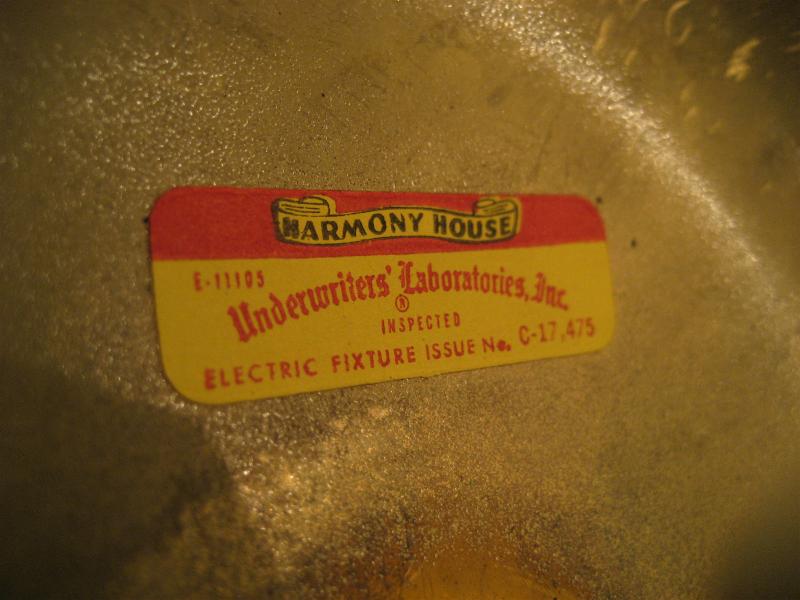 HARMONY HOUSE
E-11105
Underwriters' Laboratories, Inc.
®
INSPECTED
ELECTRIC FIXTURE ISSUE No. C-17,475